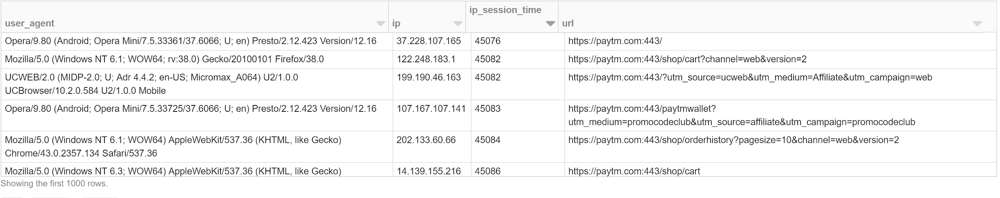 ip_session_time
user_agent ip url
Opera/9.80 (Android; Opera Mini/7.5.33361/37.6066; U; en) Presto/2.12.423 Version/12.16 37.228.107.165 45076 https://paytm.com:443/
Mozilla/5.0 (Windows NT 6.1; WOW64; rv:38.0) Gecko/20100101 Firefox/38.0 122.248.183.1 45082 https://paytm.com:443/shop/cart?channel=web&version=2
UCWEB/2.0 (MIDP-2.0; U; Adr 4.4.2; en-US; Micromax_A064) U2/1.0.0 199.190.46.163 45082 https://paytm.com:443/?utm_source=ucweb&utm_medium=Affiliate&utm_campaign=web
UCBrowser/10.2.0.584 U2/1.0.0 Mobile
Opera/9.80 (Android; Opera Mini/7.5.33725/37.6066; U; en) Presto/2.12.423 Version/12.16 107.167.107.141 45083 https://paytm.com:443/paytmwallet?
utm_medium=promocodeclub&utm_source=affiliate&utm_campaign=promocodeclub
Mozilla/5.0 (Windows NT 6.1; WOW64) AppleWebKit/537.36 (KHTML, like Gecko) 202.133.60.66 45084 https://paytm.com:443/shop/orderhistory?pagesize=10&channel=web&version=2
Chrome/43.0.2357.134 Safari/537.36
Mozilla/5.0 (Windows NT 6.3; WOW64) AppleWebKit/537.36 (KHTML, like Gecko) 14.139.155.216 45086 https://paytm.com:443/shop/cart
Showing the first 1000 rows.